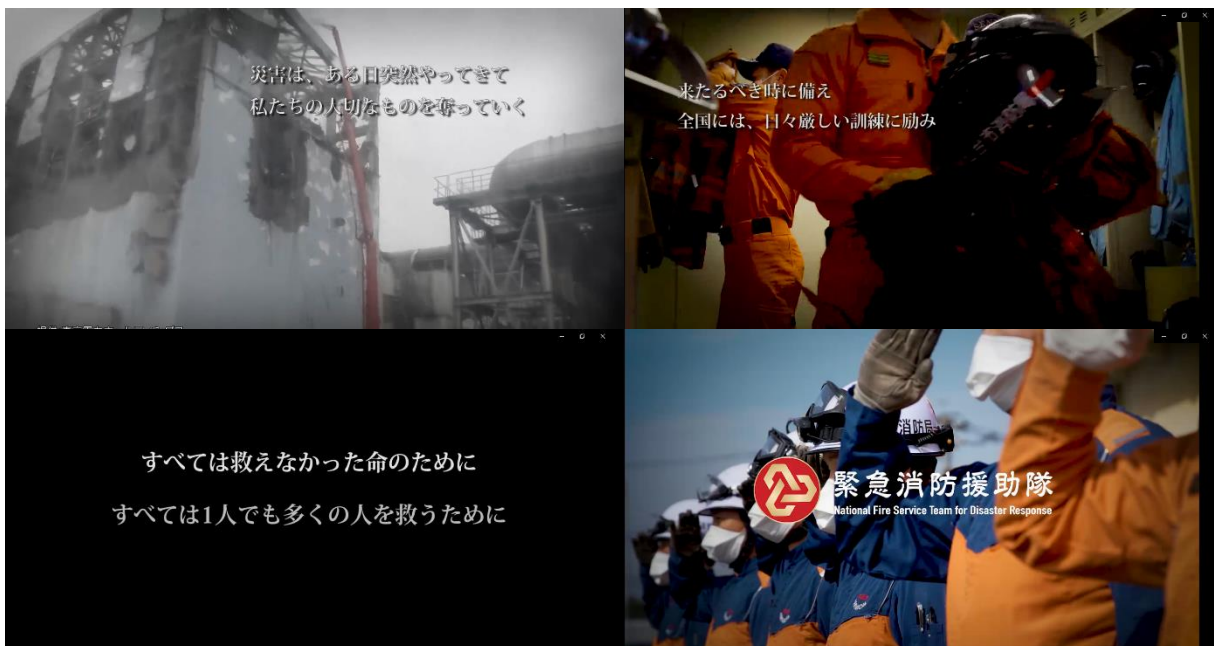 災害は、ある日突然やってきて
私たちの大切なものを奪っていく
来たるべき時に備え
全国には、日々厳しい訓練に励み
すべては救えなかった命のために
すべては1人でも多くの人を救うために
消防局
緊急消防援助隊
National Fire Service Team for Disaster Response